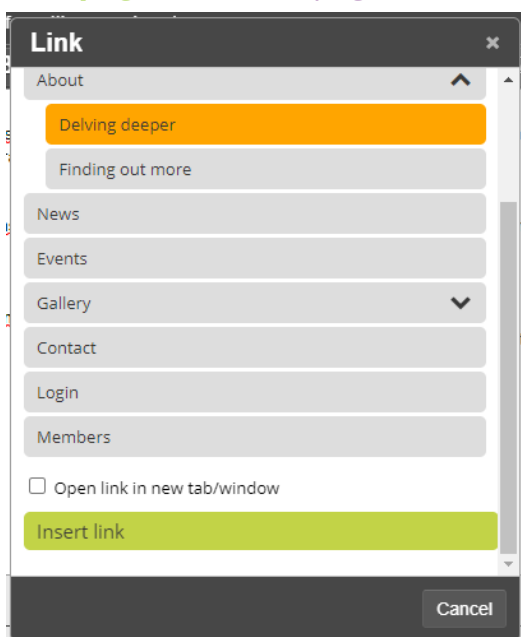 Link ×
About
Delving deeper
Finding out more
News
Events
Gallery
Contact
Login
Members
Open link in new tab/window
Insert link
Cancel